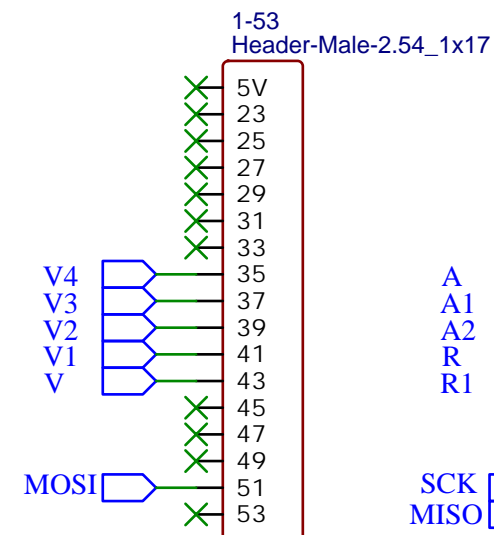 1-53
Header-Male-2.54_1x17
5V
23
25
27
29
31
33
V4 35 A
V3 37 A1
V2 39 A2
V1 41 R
V 43 R1
45
47
49
MOSI 51 SCK
53 MISO